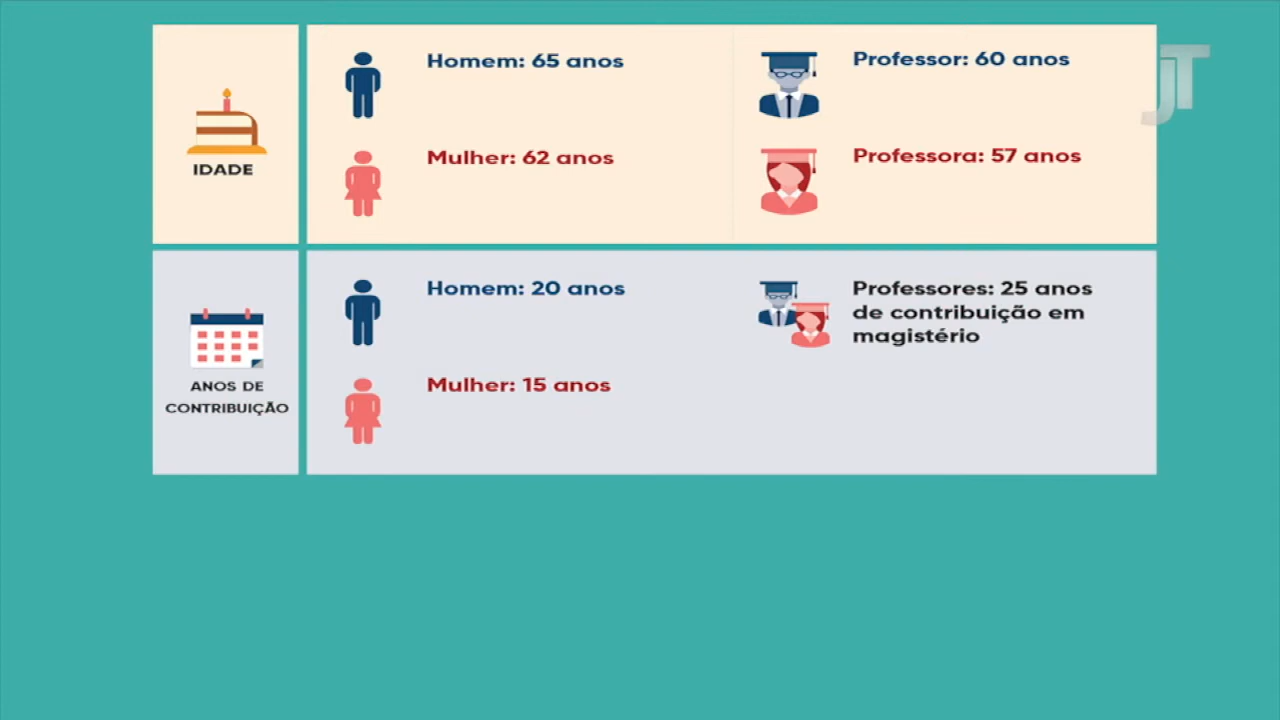 IDADE
Homem: 65 anos
Mulher: 62 anos
Professor: 60 anos
Professora: 57 anos
ANOS DE
CONTRIBUIÇÃO
Homem: 20 anos
Mulher: 15 anos
Professores: 25 anos
de contribuição em
magistério
JT